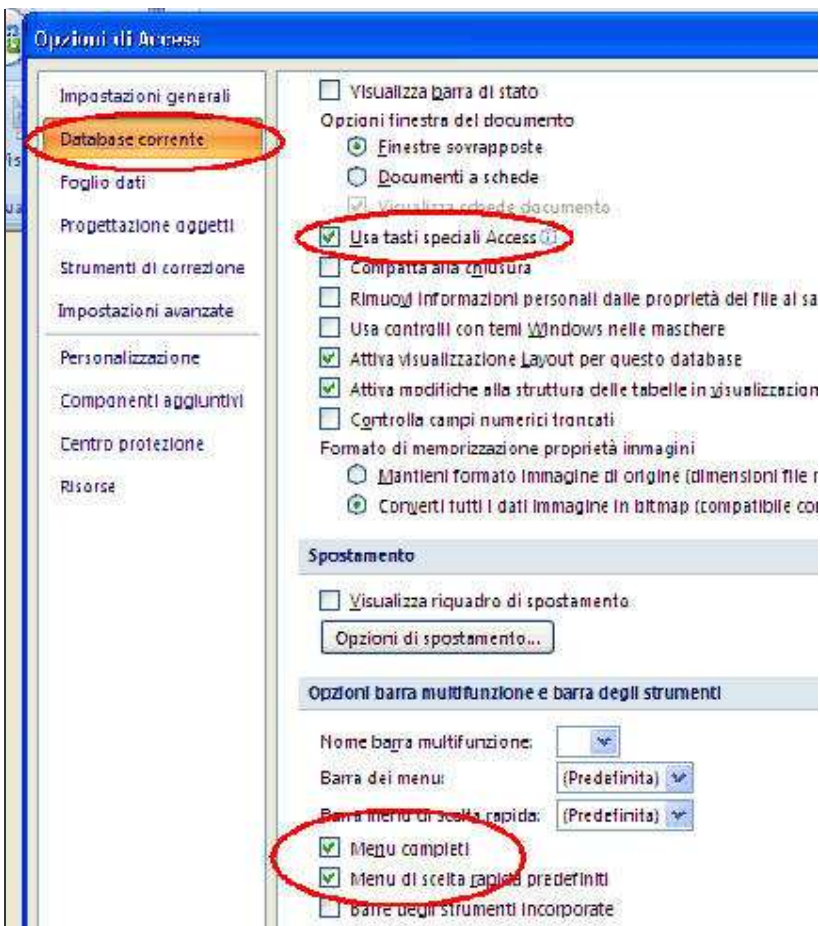 Opzioni di Access
Impostazioni generali
Database corrente
Foglio dati
Progettazione oggetti
Strumenti di correzione
Impostazioni avanzate
Personalizzazione
Componenti aggiuntivi
Centro protezione
Risorse
Visualizza barra di stato
Opzioni finestra del documento
Finestre sovrapposte
Documenti a schede
Visualizza schede documento
Usa tasti speciali Access
Compatta alla chiusura
Rimuovi informazioni personali dalle proprietà del file al sa
Usa controlli con temi Windows nelle maschere
Attiva visualizzazione Layout per questo database
Attiva modifiche alla struttura delle tabelle in visualizzazion
Controlla campi numerici troncati
Formato di memorizzazione proprietà immagini
Mantieni formato immagine di origine (dimensioni file
Converti tutti i dati immagine in bitmap (compatibile co
Spostamento
Visualizza riquadro di spostamento
Opzioni di spostamento...
Opzioni barra multifunzione e barra degli strumenti
Nome barra multifunzione:
Barra dei menu: (Predefinita)
Barra menu di scelta rapida: (Predefinita)
Menu completi
Menu di scelta rapida predefiniti
Barre degli strumenti incorporate